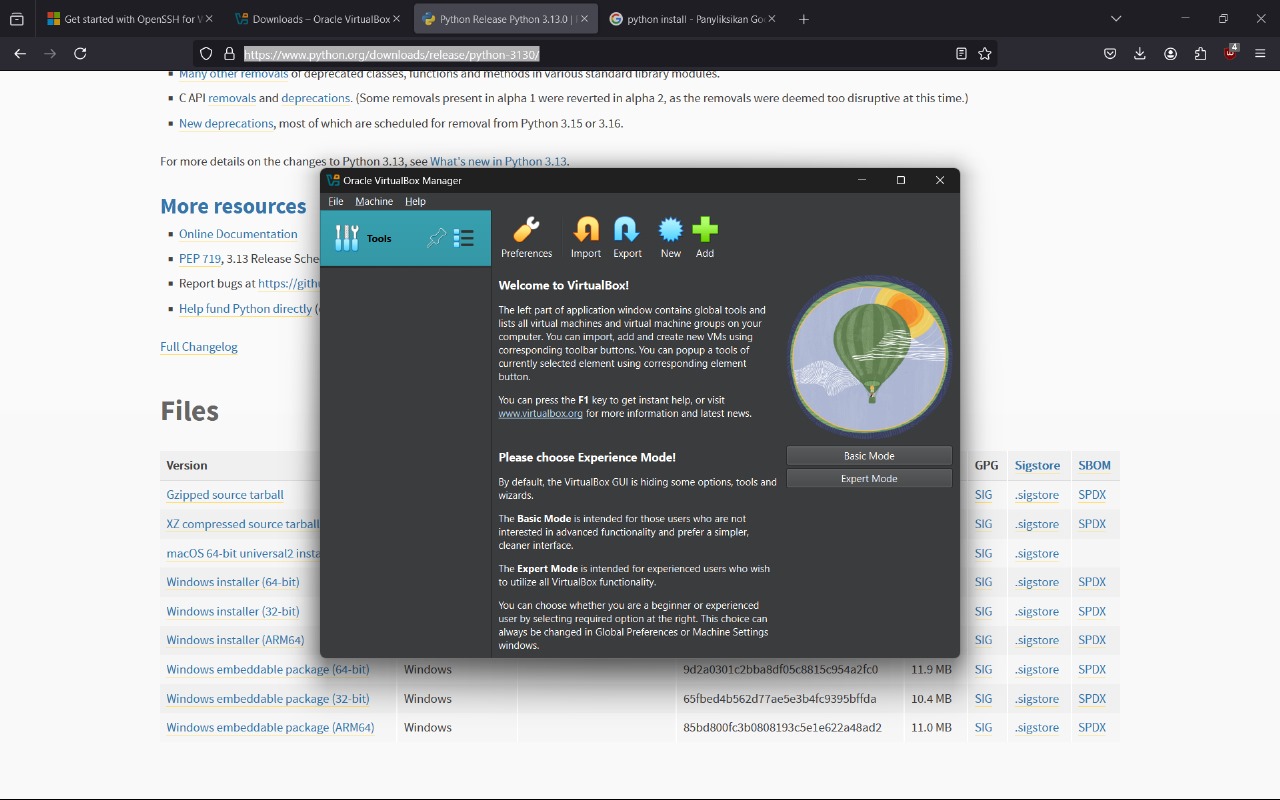 Get started with OpenSSH for W
Downloads – Oracle VirtualBox
Python Release Python 3.13.0 |
python install - Panyliksikan Go
https://www.python.org/downloads/release/python-3130/
4
Many other removals of deprecated classes, functions and methods in various standard library modules.
C API removals and deprecations. (Some removals present in alpha 1 were reverted in alpha 2, as the removals were deemed too disruptive at this time.)
New deprecations, most of which are scheduled for removal from Python 3.15 or 3.16.
For more details on the changes to Python 3.13, see What's new in Python 3.13.
More resources
Online Documentation
PEP 719, 3.13 Release Sche
Report bugs at https://gith
Help fund Python directly (
Full Changelog
Files
Version
GPG
Sigstore
SBOM
Gzipped source tarball
SIG
.sigstore
SPDX
XZ compressed source tarball
SIG
.sigstore
SPDX
macOS 64-bit universal2 insta
SIG
.sigstore
Windows installer (64-bit)
SIG
.sigstore
SPDX
Windows installer (32-bit)
SIG
.sigstore
SPDX
Windows installer (ARM64)
SIG
.sigstore
SPDX
Windows embeddable package (64-bit)
Windows
9d2a0301c2bba8df05c8815c954a2fc0
11.9 MB
SIG
.sigstore
SPDX
Windows embeddable package (32-bit)
Windows
65fbed4b562d77ae5e3b4fc9395bffda
10.4 MB
SIG
.sigstore
SPDX
Windows embeddable package (ARM64)
Windows
85bd800fc3b0808193c5e1e622a48ad2
11.0 MB
SIG
.sigstore
SPDX
Oracle VirtualBox Manager
File
Machine
Help
Tools
Preferences
Import
Export
New
Add
Welcome to VirtualBox!
The left part of application window contains global tools and
lists all virtual machines and virtual machine groups on your
computer. You can import, add and create new VMs using
corresponding toolbar buttons. You can popup a tools of
currently selected element using corresponding element
button.
You can press the F1 key to get instant help, or visit
www.virtualbox.org for more information and latest news.
Please choose Experience Mode!
By default, the VirtualBox GUI is hiding some options, tools and
wizards.
The Basic Mode is intended for those users who are not
interested in advanced functionality and prefer a simpler,
cleaner interface.
The Expert Mode is intended for experienced users who wish
to utilize all VirtualBox functionality.
You can choose whether you are a beginner or experienced
user by selecting required option at the right. This choice can
always be changed in Global Preferences or Machine Settings
windows.
Basic Mode
Expert Mode